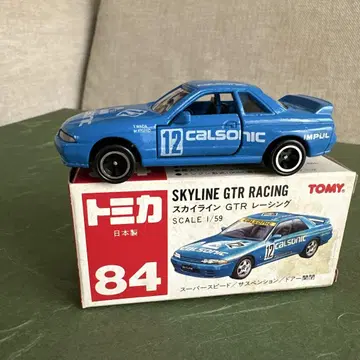 12
calsonic
IMPUL
トミカ
日本製
84
SKYLINE GTR RACING
スカイライン GTR レーシング
SCALE 1/59
TOMY
12
calsonic
スーパースピード/サスペンション/ドアー開閉